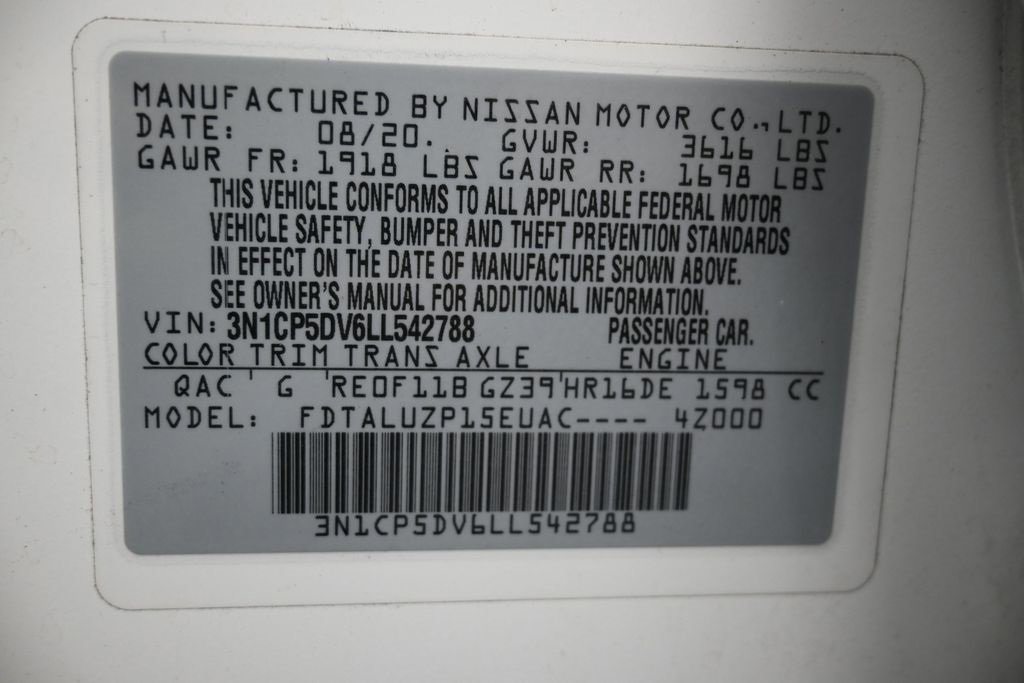 MANUFACTURED BY NISSAN MOTOR CO., LTD.
DATE: 08/20. GVWR: 3616 LBS
GAWR FR: 1918 LBS GAWR RR: 1698 LBS
THIS VEHICLE CONFORMS TO ALL APPLICABLE FEDERAL MOTOR
VEHICLE SAFETY, BUMPER AND THEFT PREVENTION STANDARDS
IN EFFECT ON THE DATE OF MANUFACTURE SHOWN ABOVE.
SEE OWNER'S MANUAL FOR ADDITIONAL INFORMATION.
VIN: 3N1CP5DV6LL542788 PASSENGER CAR.
COLOR TRIM TRANS AXLE ENGINE
QAC ' G ' RE0F11B GZ39 ' HR16DE 1598 CC
MODEL: FDTALUZP15EUAC---- 4Z000
3N1CP5DV6LL542788